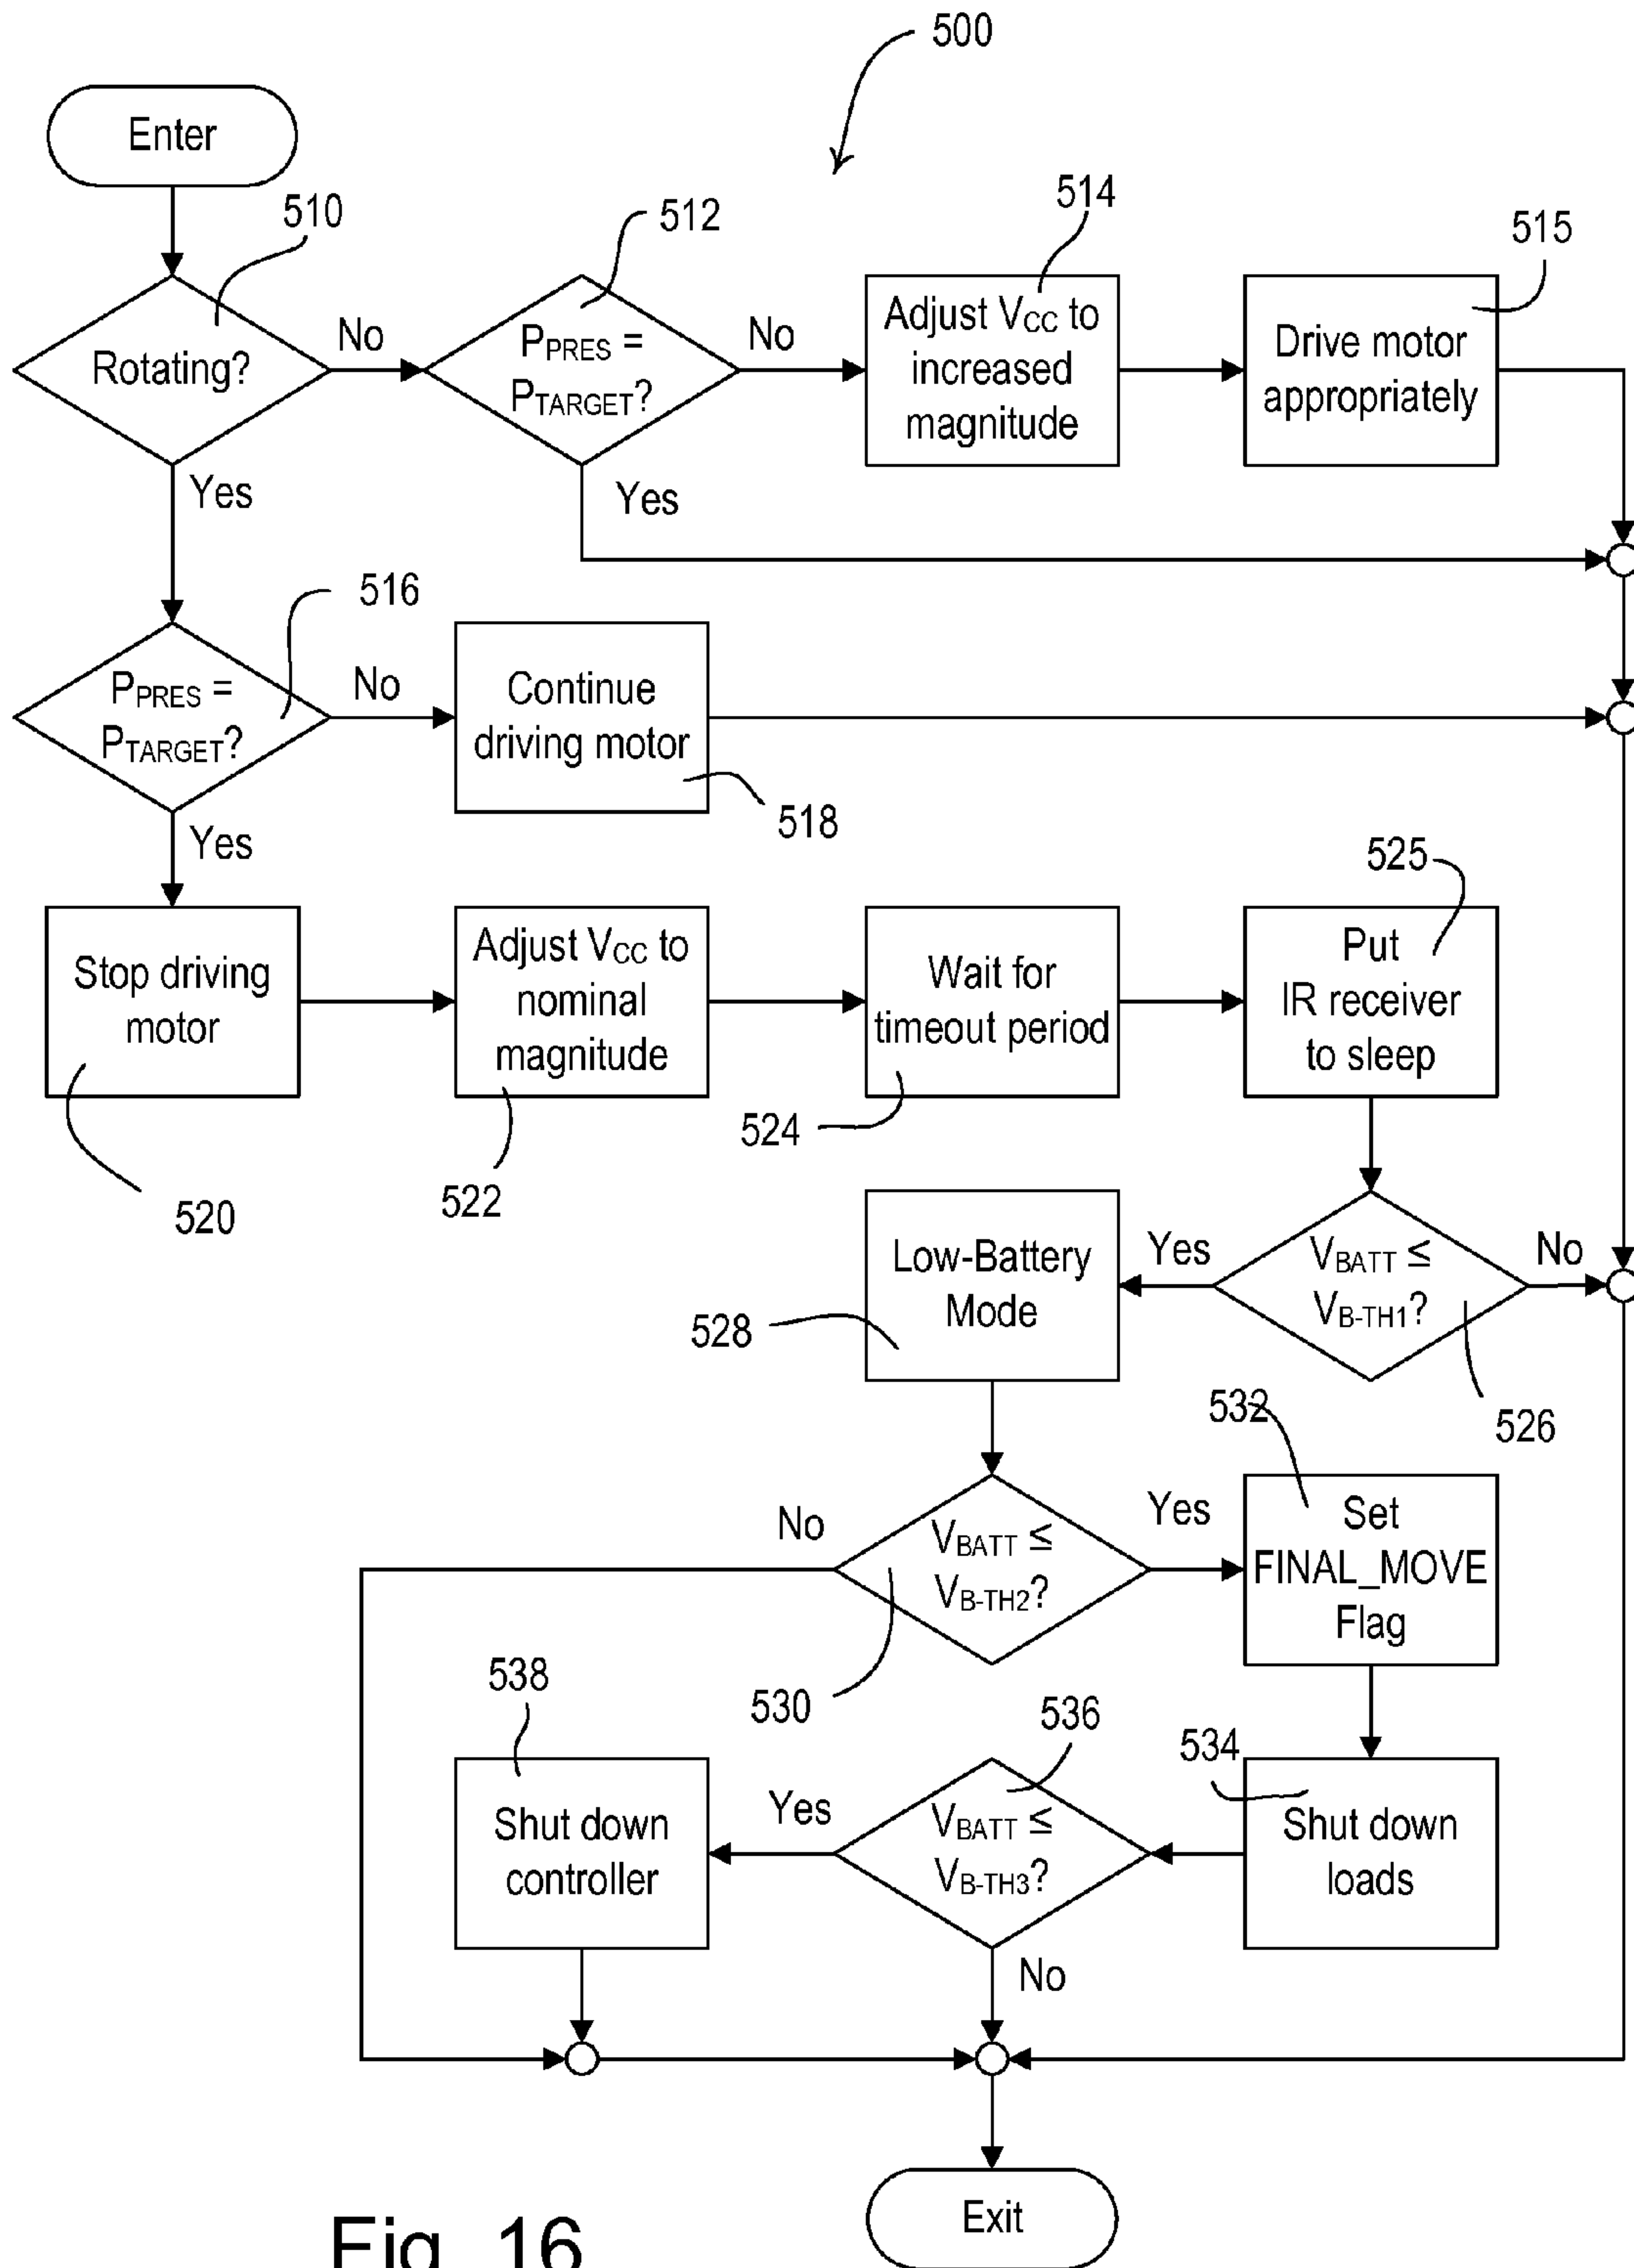 500
Enter
510
512
514
515
Rotating?
No
PPRES =
PTARGET?
No
Adjust VCC to
increased
magnitude
Drive motor
appropriately
Yes
Yes
516
PPRES =
PTARGET?
No
Continue
driving motor
518
Yes
525
Stop driving
motor
Adjust VCC to
nominal
magnitude
Wait for
timeout period
Put
IR receiver
to sleep
520
522
524
Low-Battery
Mode
Yes
VBATT ≤
VB-TH1?
No
528
532
526
No
VBATT ≤
VB-TH2?
Yes
Set
FINAL_MOVE
Flag
530
538
536
534
Shut down
controller
Yes
VBATT ≤
VB-TH3?
Shut down
loads
No
Exit
Fig. 16